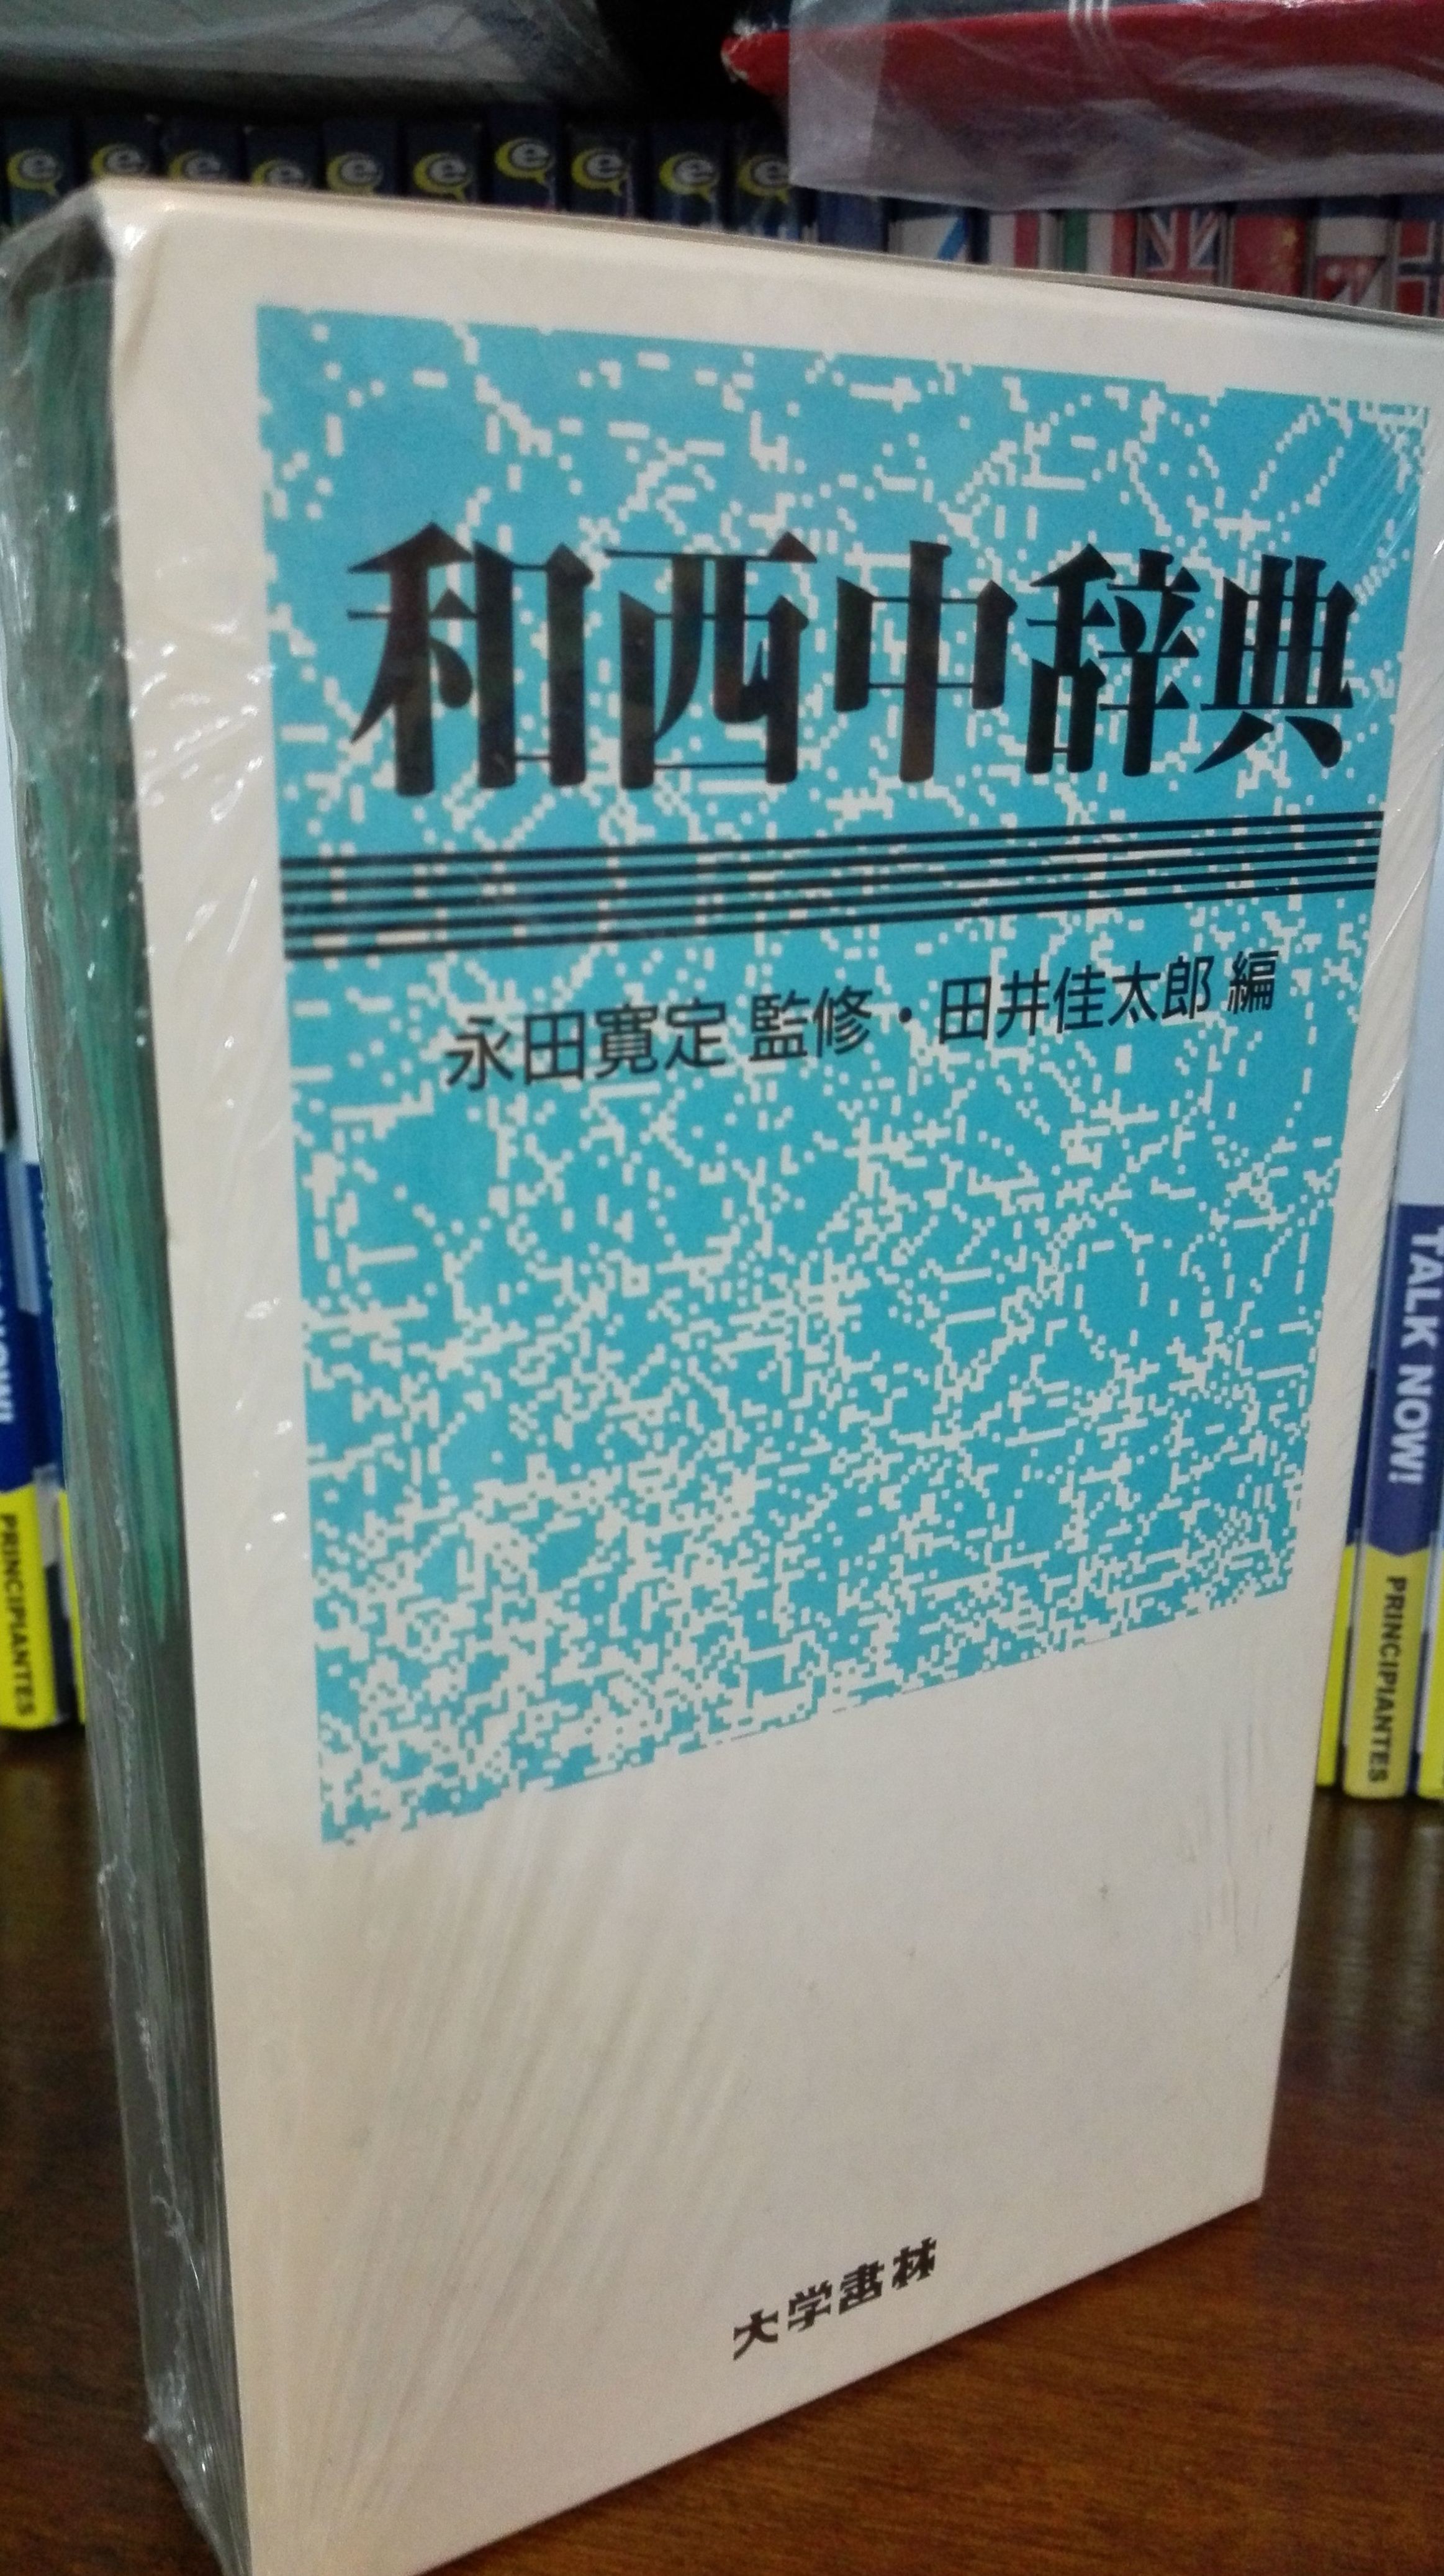 和西中辞典
永田寛定 監修・田井佳太郎 編
大学書林
TALK NOW!
PRINCIPIANTES
PRINCIPIANTES